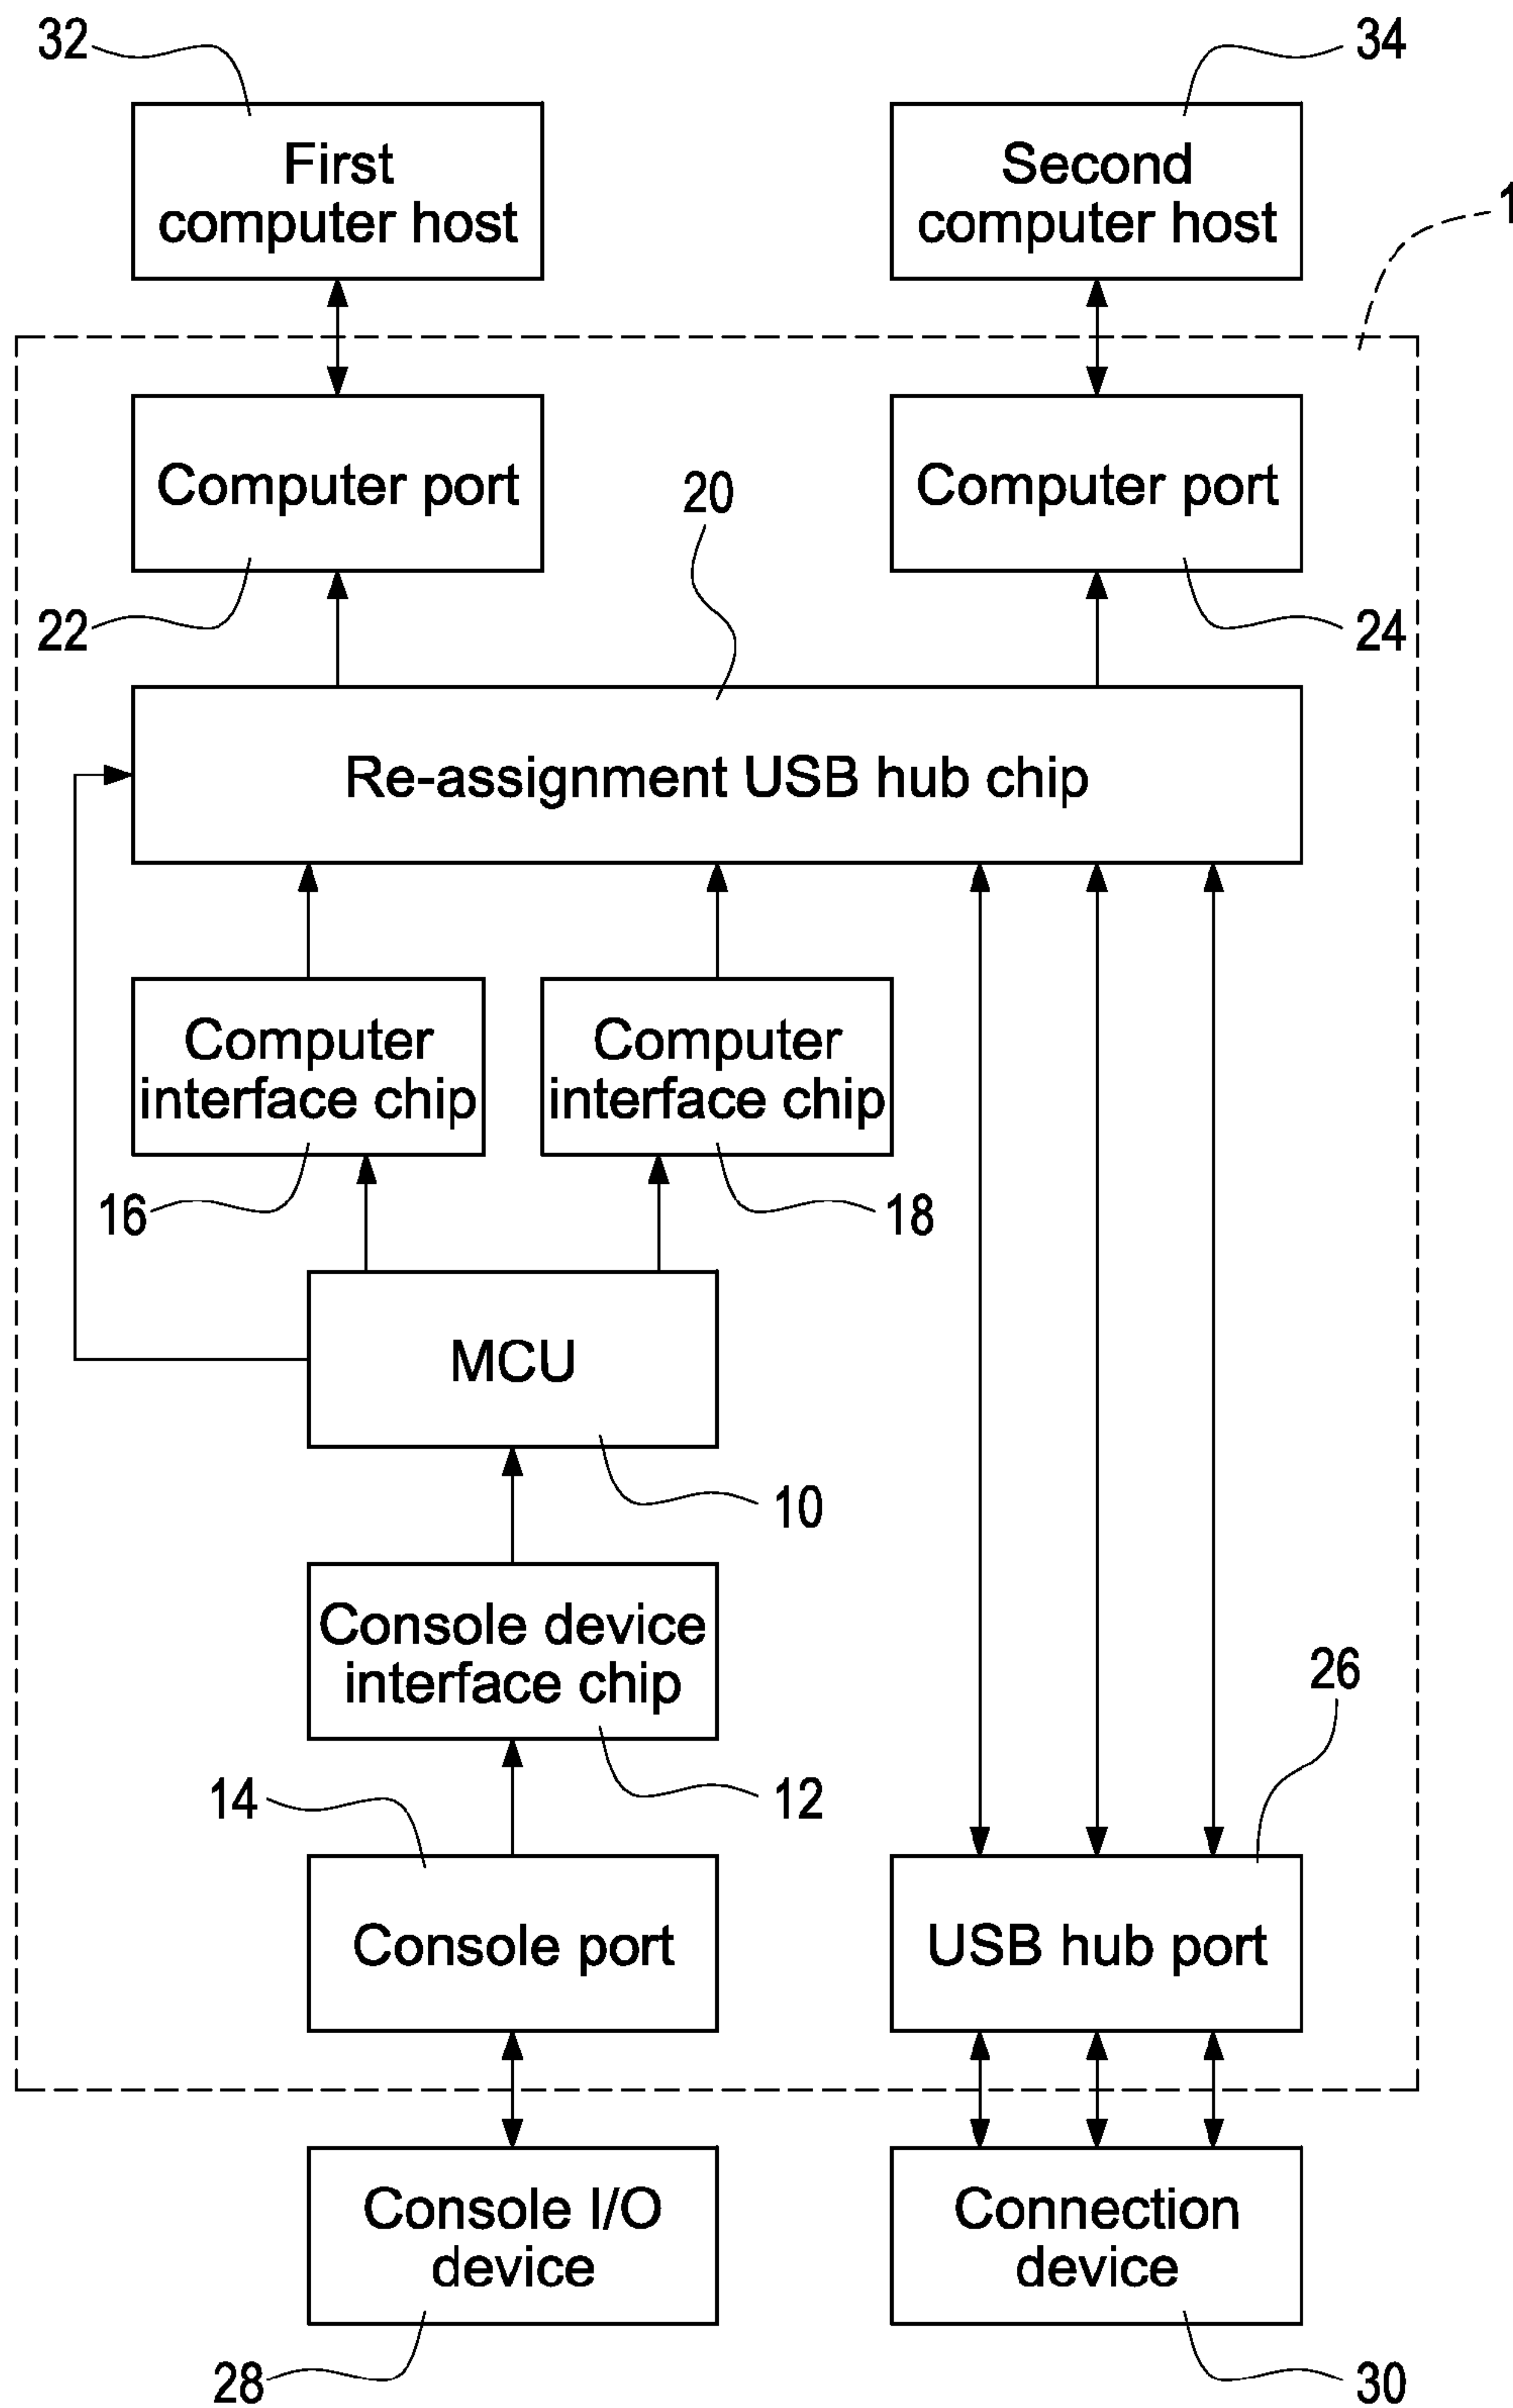 32
34
First
computer host
Second
computer host
1
Computer port
Computer port
20
22
24
Re-assignment USB hub chip
Computer
interface chip
Computer
interface chip
16
18
MCU
10
Console device
interface chip
26
14
12
Console port
USB hub port
Console I/O
device
Connection
device
28
30